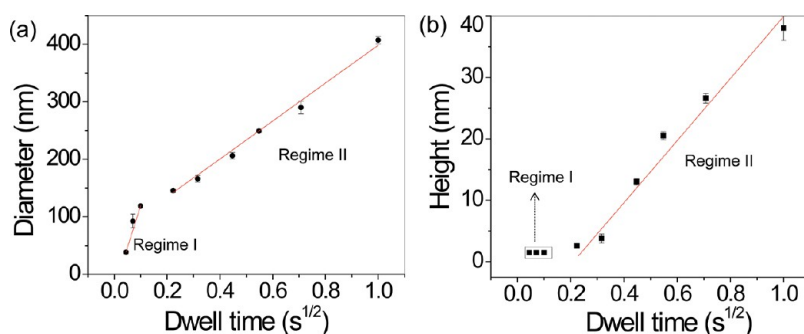 (a)
Diameter (nm)
400
300
200
100
0
Regime I
Regime II
0.0 0.2 0.4 0.6 0.8 1.0
Dwell time (s^{1/2})
(b)
Height (nm)
40
30
20
10
0
Regime I
Regime II
0.0 0.2 0.4 0.6 0.8 1.0
Dwell time (s^{1/2})